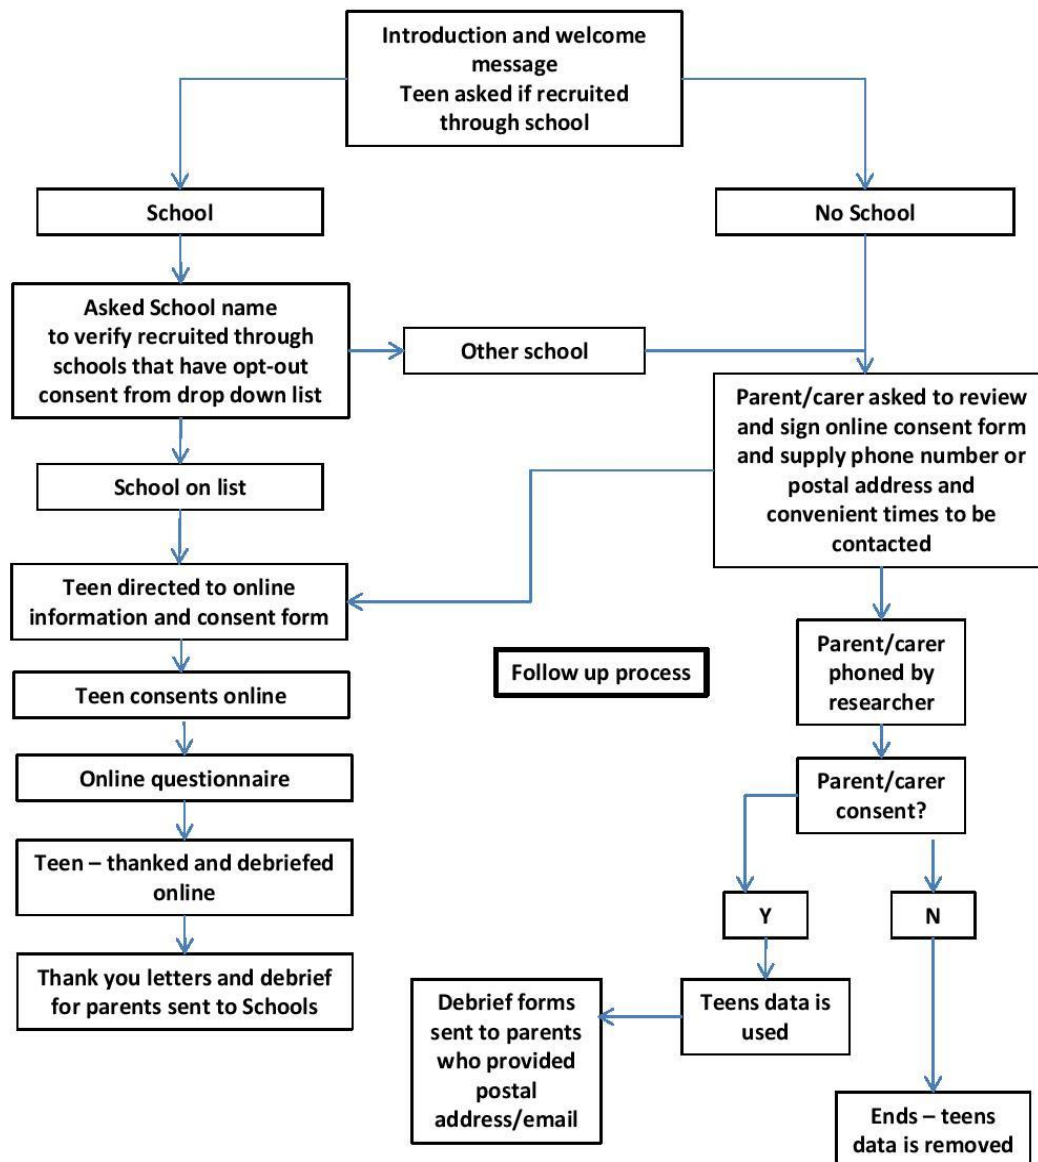 Introduction and welcome
message
Teen asked if recruited
through school
School
No School
Asked School name
to verify recruited through
schools that have opt-out
consent from drop down list
Other school
Parent/carer asked to review
and sign online consent form
and supply phone number or
postal address and
convenient times to be
contacted
School on list
Teen directed to online
information and consent form
Follow up process
Parent/carer
phoned by
researcher
Teen consents online
Online questionnaire
Parent/carer
consent?
Teen – thanked and debriefed
online
Y
N
Thank you letters and debrief
for parents sent to Schools
Debrief forms
sent to parents
who provided
postal
address/email
Teens data is
used
Ends – teens
data is removed